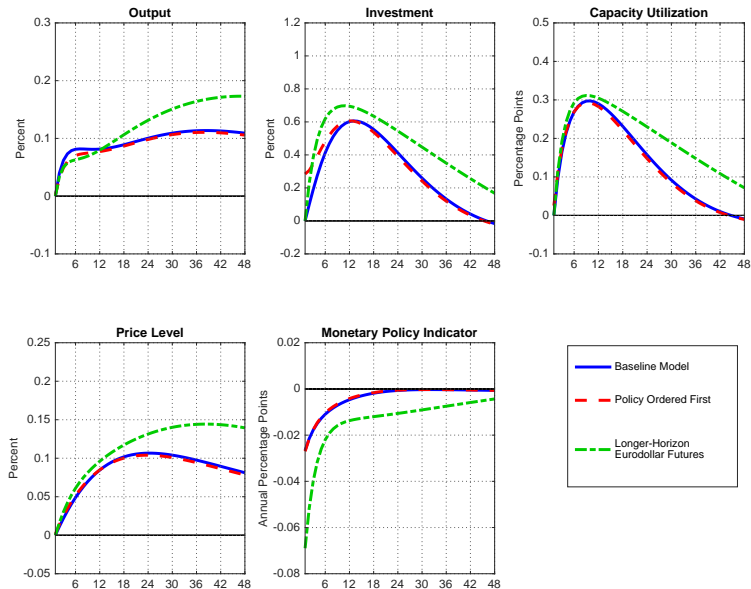 Output
Percent
0.3
0.2
0.1
0
-0.1
6 12 18 24 30 36 42 48
Investment
Percent
1.2
1
0.8
0.6
0.4
0.2
0
-0.2
6 12 18 24 30 36 42 48
Capacity Utilization
Percentage Points
0.5
0.4
0.3
0.2
0.1
0
-0.1
6 12 18 24 30 36 42 48
Price Level
Percent
0.25
0.2
0.15
0.1
0.05
0
-0.05
6 12 18 24 30 36 42 48
Monetary Policy Indicator
Annual Percentage Points
0.02
0
-0.02
-0.04
-0.06
-0.08
6 12 18 24 30 36 42 48
Baseline Model
Policy Ordered First
Longer-Horizon
Eurodollar Futures